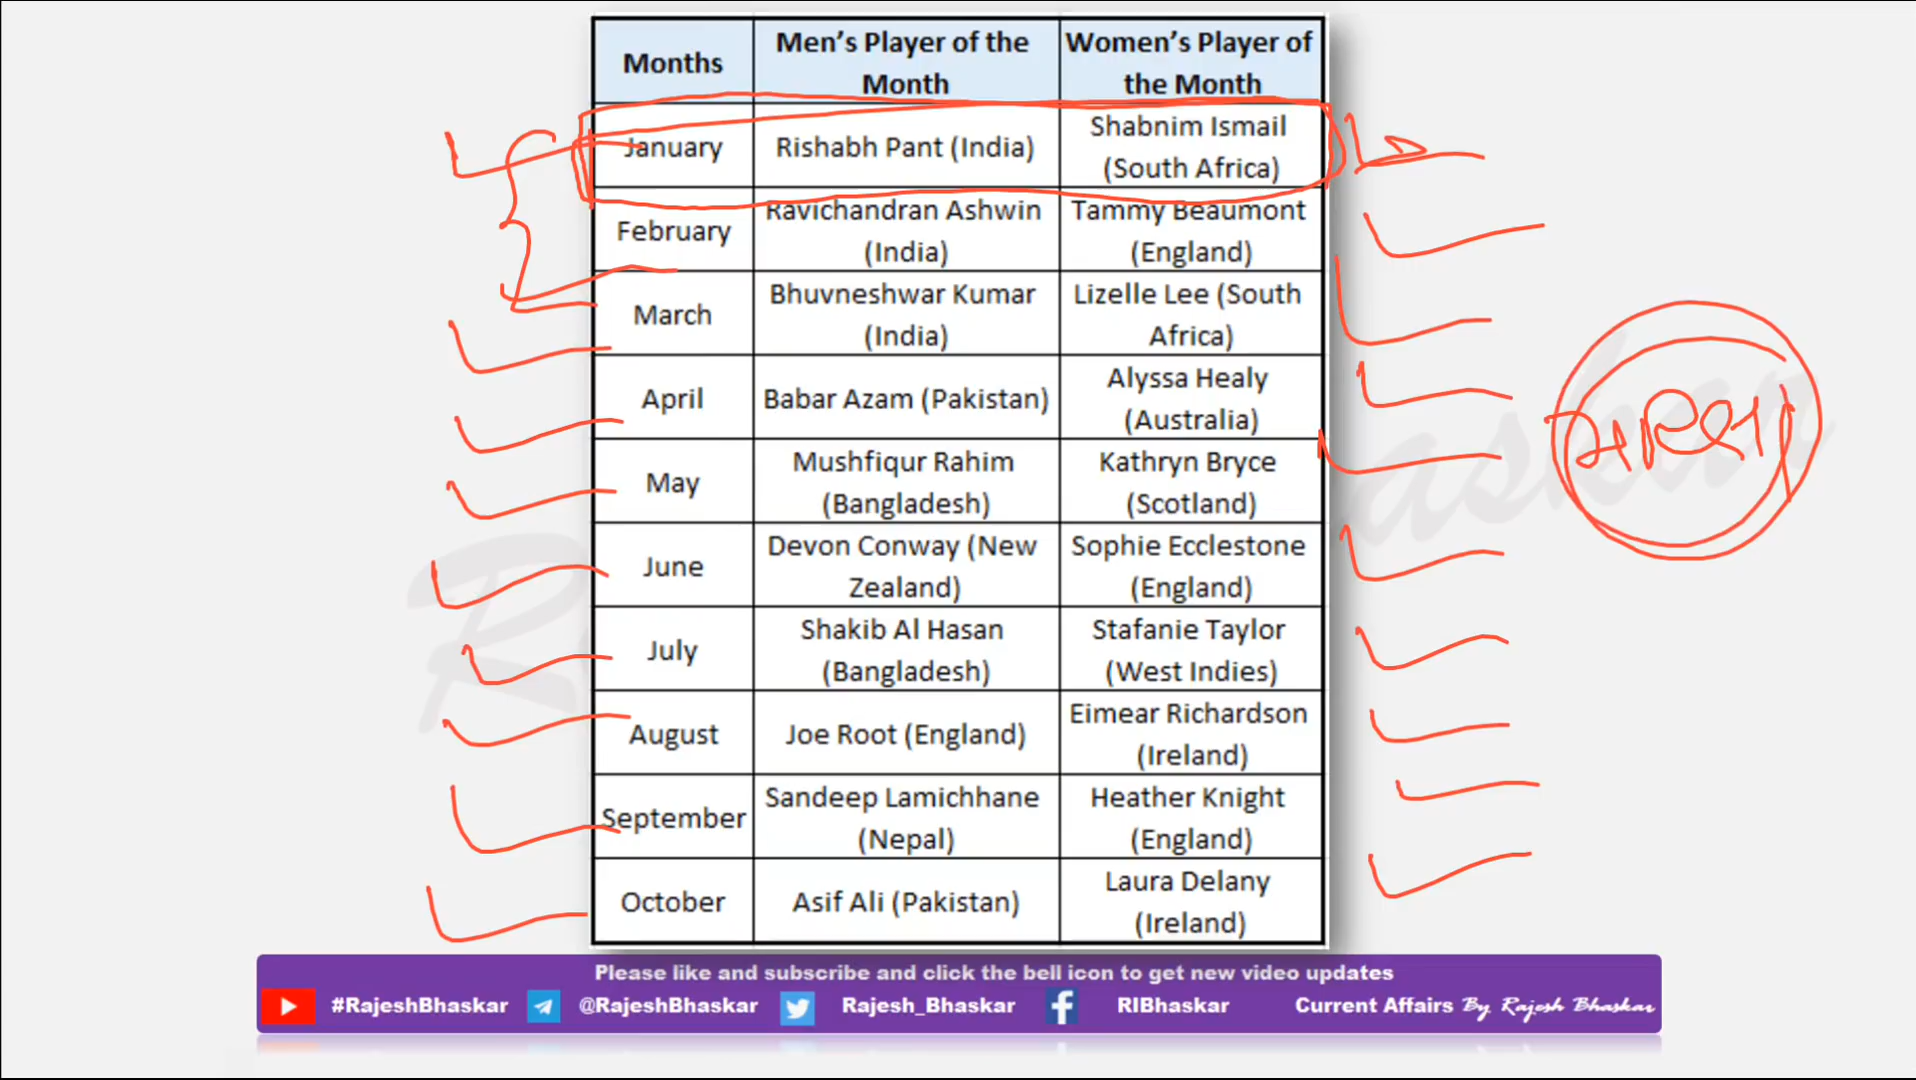 Months
Men's Player of the
Month
Women's Player of
the Month
January
Rishabh Pant (India)
Shabnim Ismail
(South Africa)
February
Ravichandran Ashwin
(India)
Tammy Beaumont
(England)
March
Bhuvneshwar Kumar
(India)
Lizelle Lee (South
Africa)
April
Babar Azam (Pakistan)
Alyssa Healy
(Australia)
May
Mushfiqur Rahim
(Bangladesh)
Kathryn Bryce
(Scotland)
June
Devon Conway (New
Zealand)
Sophie Ecclestone
(England)
July
Shakib Al Hasan
(Bangladesh)
Stafanie Taylor
(West Indies)
August
Joe Root (England)
Eimear Richardson
(Ireland)
September
Sandeep Lamichhane
(Nepal)
Heather Knight
(England)
October
Asif Ali (Pakistan)
Laura Delany
(Ireland)
Please like and subscribe and click the bell icon to get new video updates
#RajeshBhaskar @RajeshBhaskar Rajesh_Bhaskar RIBhaskar Current Affairs By Rajesh Bhaskar